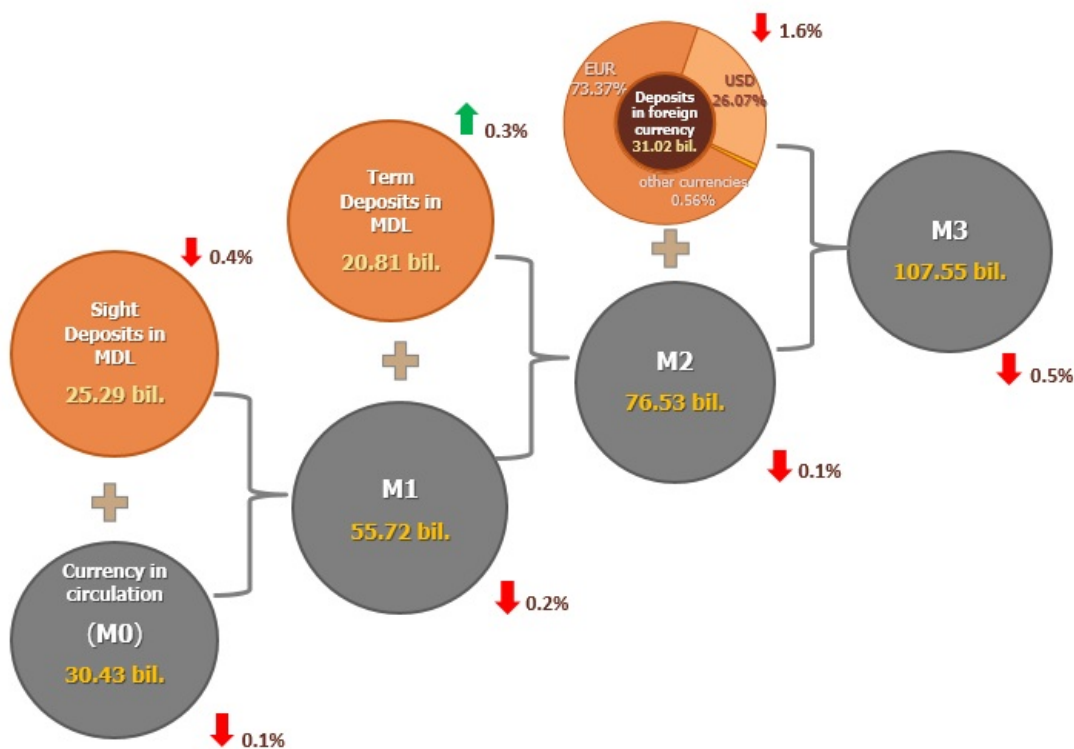 1.6%
EUR
73.37%
USD
26.07%
Deposits
in foreign
currency
31.02 bil.
other currencies
0.56%
0.3%
Term
Deposits in
MDL
20.81 bil.
M3
107.55 bil.
0.5%
0.4%
Sight
Deposits in
MDL
25.29 bil.
M2
76.53 bil.
0.1%
M1
55.72 bil.
0.2%
Currency in
circulation
(M0)
30.43 bil.
0.1%